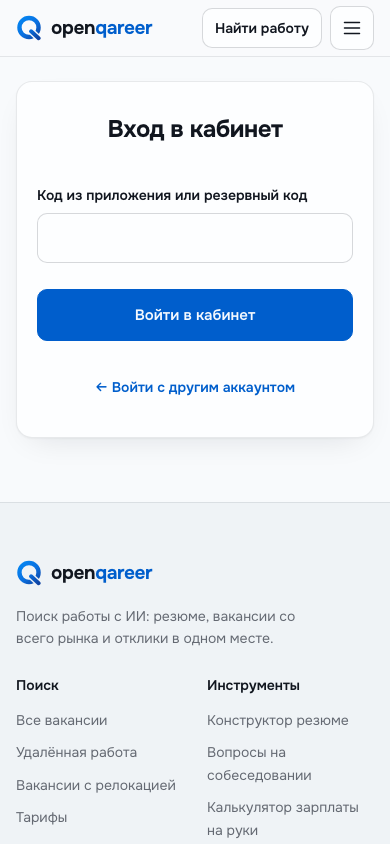 openqareer
Найти работу
Вход в кабинет
Код из приложения или резервный код
Войти в кабинет
← Войти с другим аккаунтом
openqareer
Поиск работы с ИИ: резюме, вакансии со
всего рынка и отклики в одном месте.
Поиск
Все вакансии
Удалённая работа
Вакансии с релокацией
Тарифы
Инструменты
Конструктор резюме
Вопросы на
собеседовании
Калькулятор зарплаты
на руки